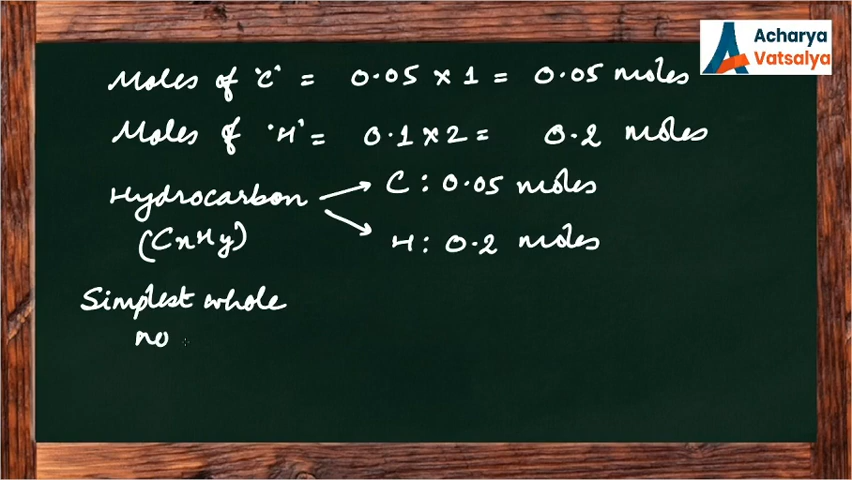 Acharya
Vatsalya
Moles of 'C' = 0.05 x 1 = 0.05 moles
Moles of 'H' = 0.1 x 2 = 0.2 moles
Hydrocarbon
(CxHy)
C : 0.05 moles
H : 0.2 moles
Simplest whole
no